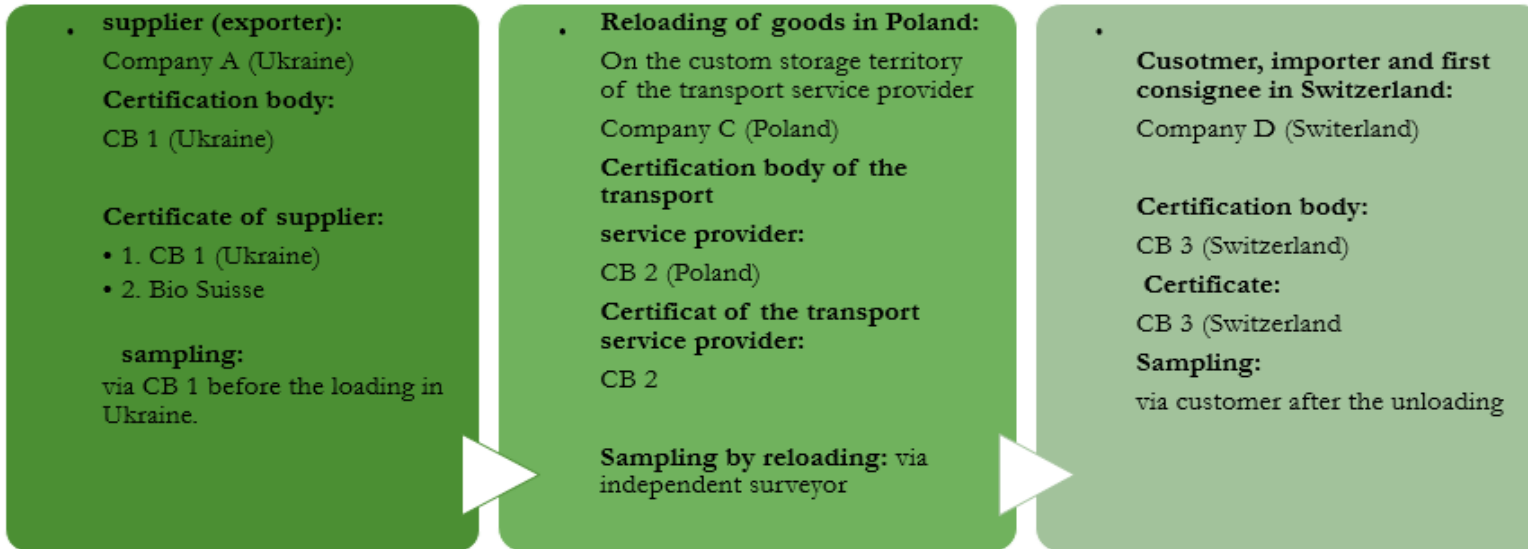 • supplier (exporter):
Company A (Ukraine)
Certification body:
CB 1 (Ukraine)
Certificate of supplier:
• 1. CB 1 (Ukraine)
• 2. Bio Suisse
sampling:
via CB 1 before the loading in
Ukraine.
• Reloading of goods in Poland:
On the custom storage territory
of the transport service provider
Company C (Poland)
Certification body of the
transport
service provider:
CB 2 (Poland)
Certificat of the transport
service provider:
CB 2
Sampling by reloading: via
independent surveyor
•
Cusotmer, importer and first
consignee in Switzerland:
Company D (Switerland)
Certification body:
CB 3 (Switzerland)
Certificate:
CB 3 (Switzerland
Sampling:
via customer after the unloading